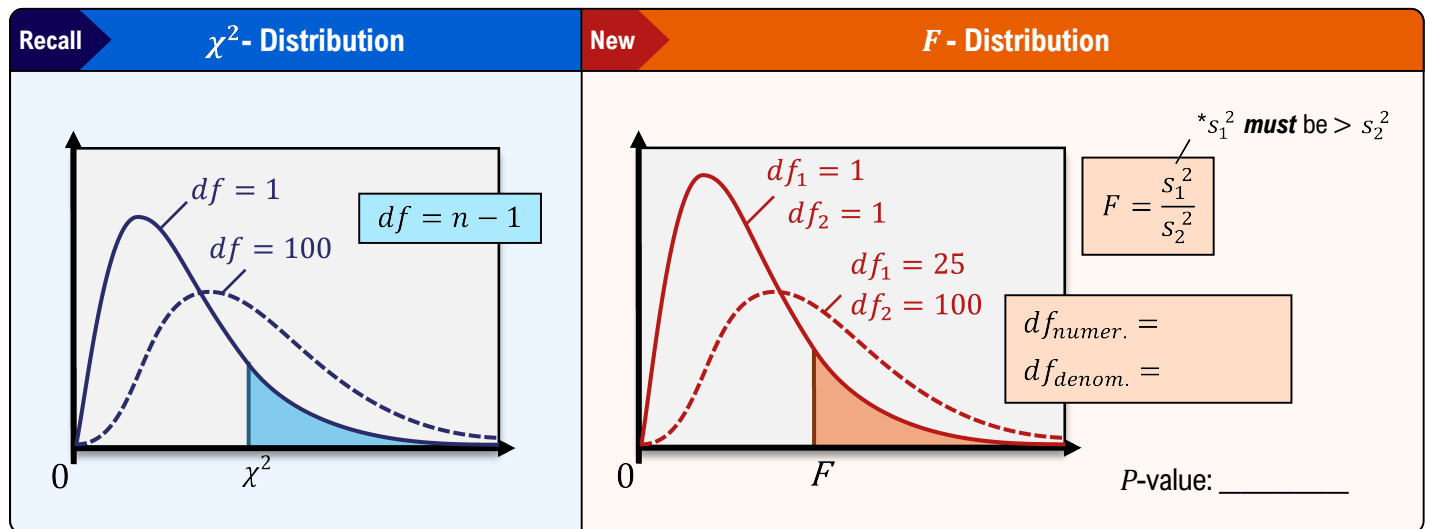 Recall
χ² - Distribution
df = 1
df = 100
df = n − 1
0
χ²
New
F - Distribution
*s₁² must be > s₂²
F = s₁²/s₂²
df₁ = 1
df₂ = 1
df₁ = 25
df₂ = 100
df_numer. =
df_denom. =
0
F
P-value: __________